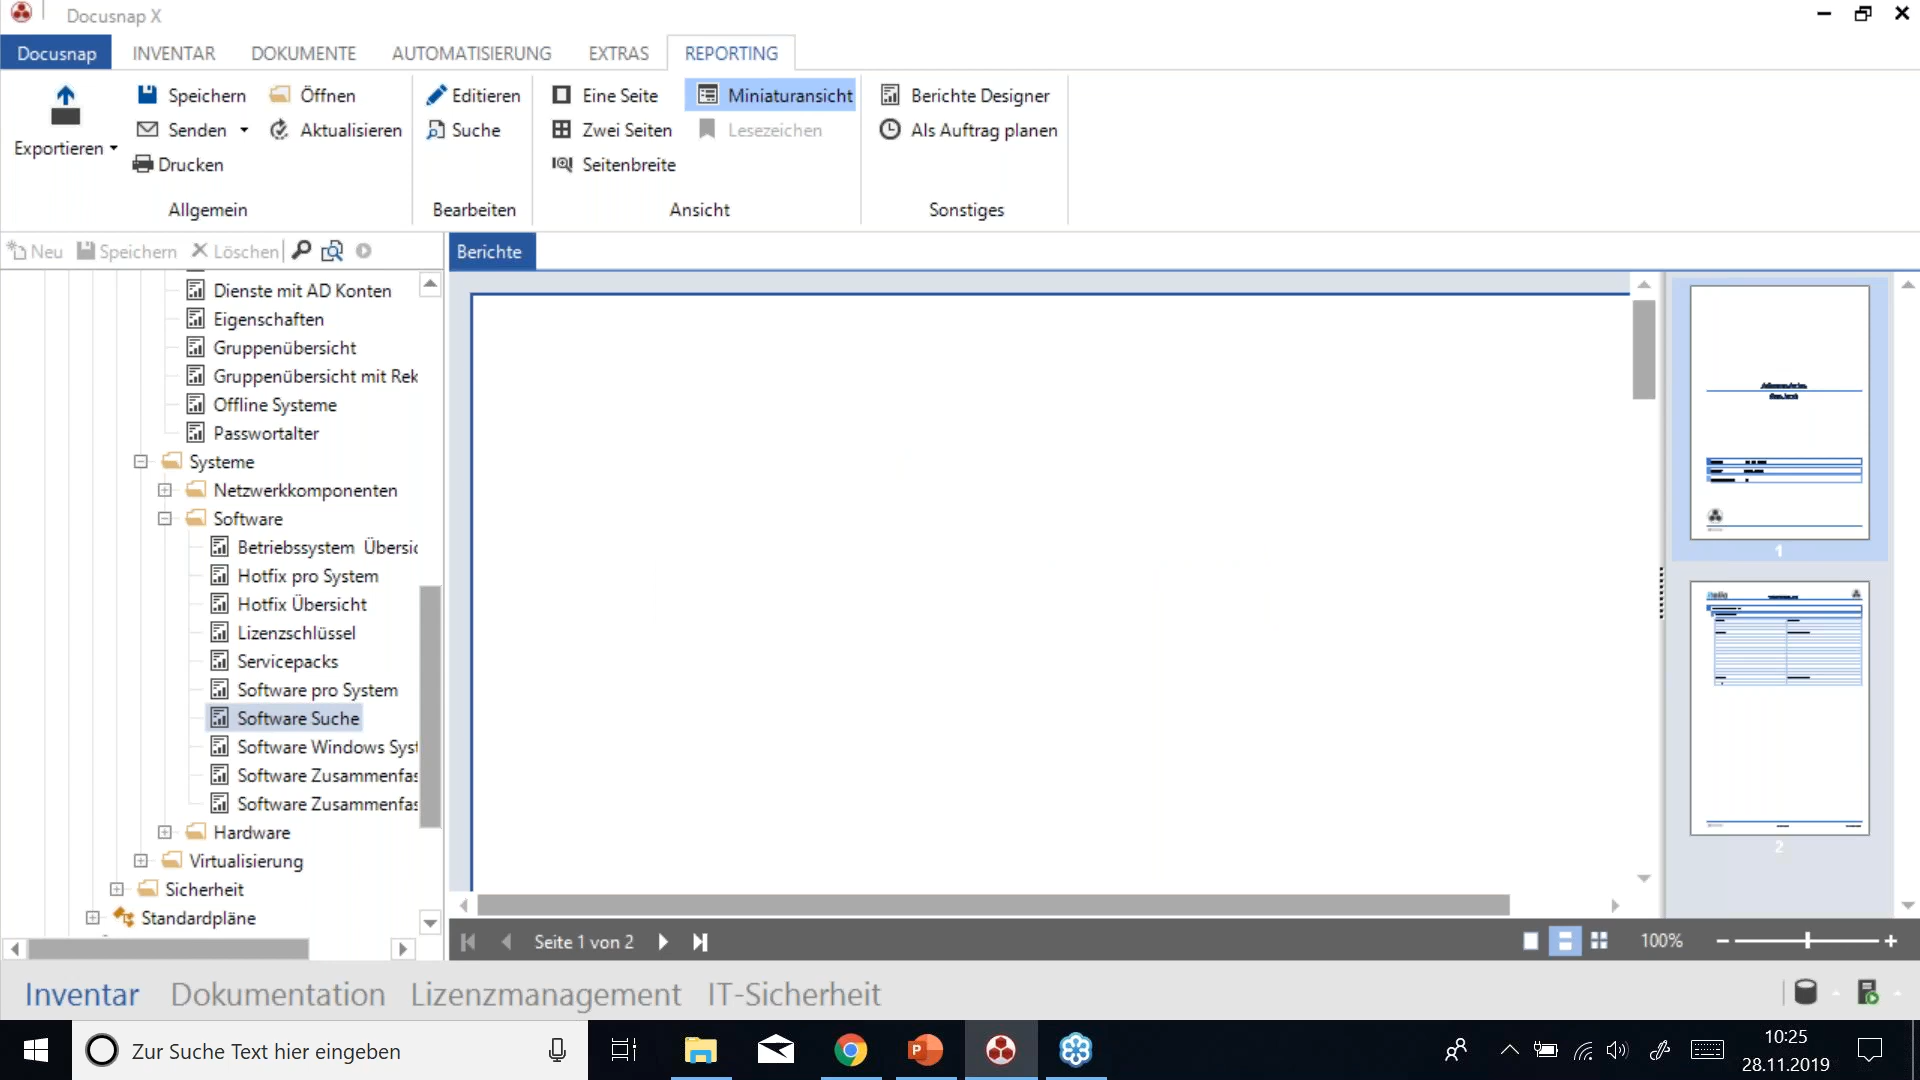 Docusnap X
Docusnap INVENTAR DOKUMENTE AUTOMATISIERUNG EXTRAS REPORTING
Exportieren
Speichern Öffnen
Senden Aktualisieren
Drucken
Allgemein
Editieren
Suche
Bearbeiten
Eine Seite Miniaturansicht
Zwei Seiten Lesezeichen
Seitenbreite
Ansicht
Berichte Designer
Als Auftrag planen
Sonstiges
Neu Speichern Löschen
Dienste mit AD Konten
Eigenschaften
Gruppenübersicht
Gruppenübersicht mit Rek
Offline Systeme
Passwortalter
Systeme
Netzwerkkomponenten
Software
Betriebssystem Übersic
Hotfix pro System
Hotfix Übersicht
Lizenzschlüssel
Servicepacks
Software pro System
Software Suche
Software Windows Syst
Software Zusammenfas
Software Zusammenfas
Hardware
Virtualisierung
Sicherheit
Standardpläne
Berichte
1
2
Seite 1 von 2
100%
Inventar Dokumentation Lizenzmanagement IT-Sicherheit
Zur Suche Text hier eingeben
10:25
28.11.2019